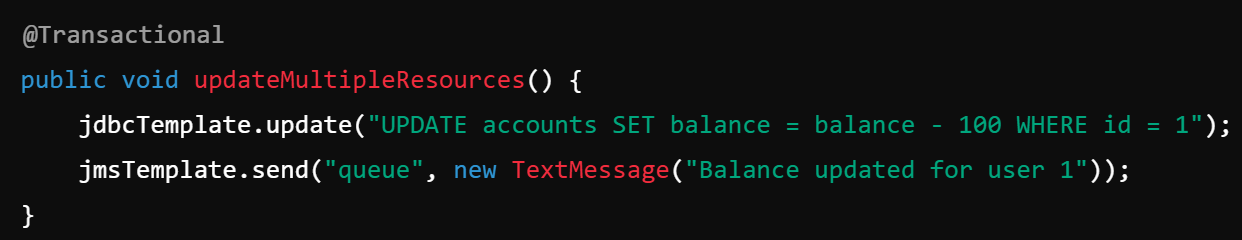 @Transactional
public void updateMultipleResources() {
    jdbcTemplate.update("UPDATE accounts SET balance = balance - 100 WHERE id = 1");
    jmsTemplate.send("queue", new TextMessage("Balance updated for user 1"));
}